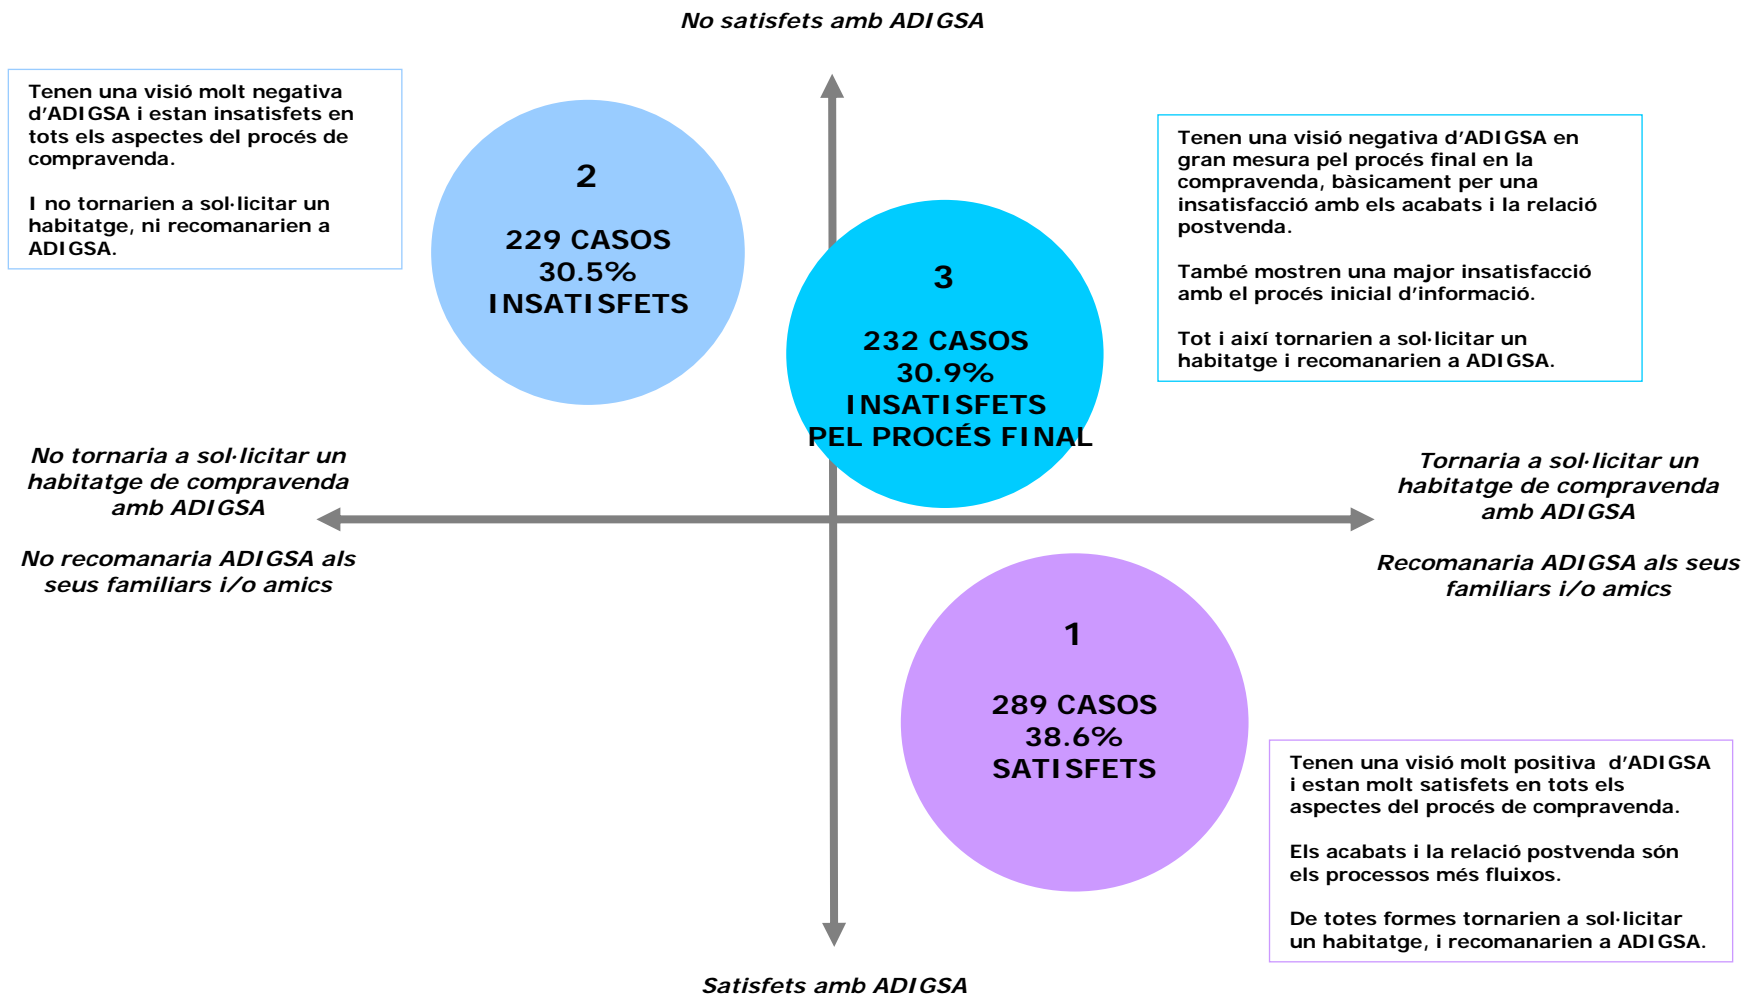 No satisfets amb ADIGSA
Tenen una visió molt negativa
d'ADIGSA i estan insatisfets en
tots els aspectes del procés de
compravenda.
I no tornarien a sol·licitar un
habitatge, ni recomanarien a
ADIGSA.
2
229 CASOS
30.5%
INSATISFETS
3
232 CASOS
30.9%
INSATISFETS
PEL PROCÉS FINAL
Tenen una visió negativa d'ADIGSA en
gran mesura pel procés final en la
compravenda, bàsicament per una
insatisfacció amb els acabats i la relació
postvenda.
També mostren una major insatisfacció
amb el procés inicial d'informació.
Tot i així tornarien a sol·licitar un
habitatge i recomanarien a ADIGSA.
No tornaria a sol·licitar un
habitatge de compravenda
amb ADIGSA
No recomanaria ADIGSA als
seus familiars i/o amics
Tornaria a sol·licitar un
habitatge de compravenda
amb ADIGSA
Recomanaria ADIGSA als seus
familiars i/o amics
1
289 CASOS
38.6%
SATISFETS
Tenen una visió molt positiva d'ADIGSA
i estan molt satisfets en tots els
aspectes del procés de compravenda.
Els acabats i la relació postvenda són
els processos més fluixos.
De totes formes tornarien a sol·licitar
un habitatge, i recomanarien a ADIGSA.
Satisfets amb ADIGSA